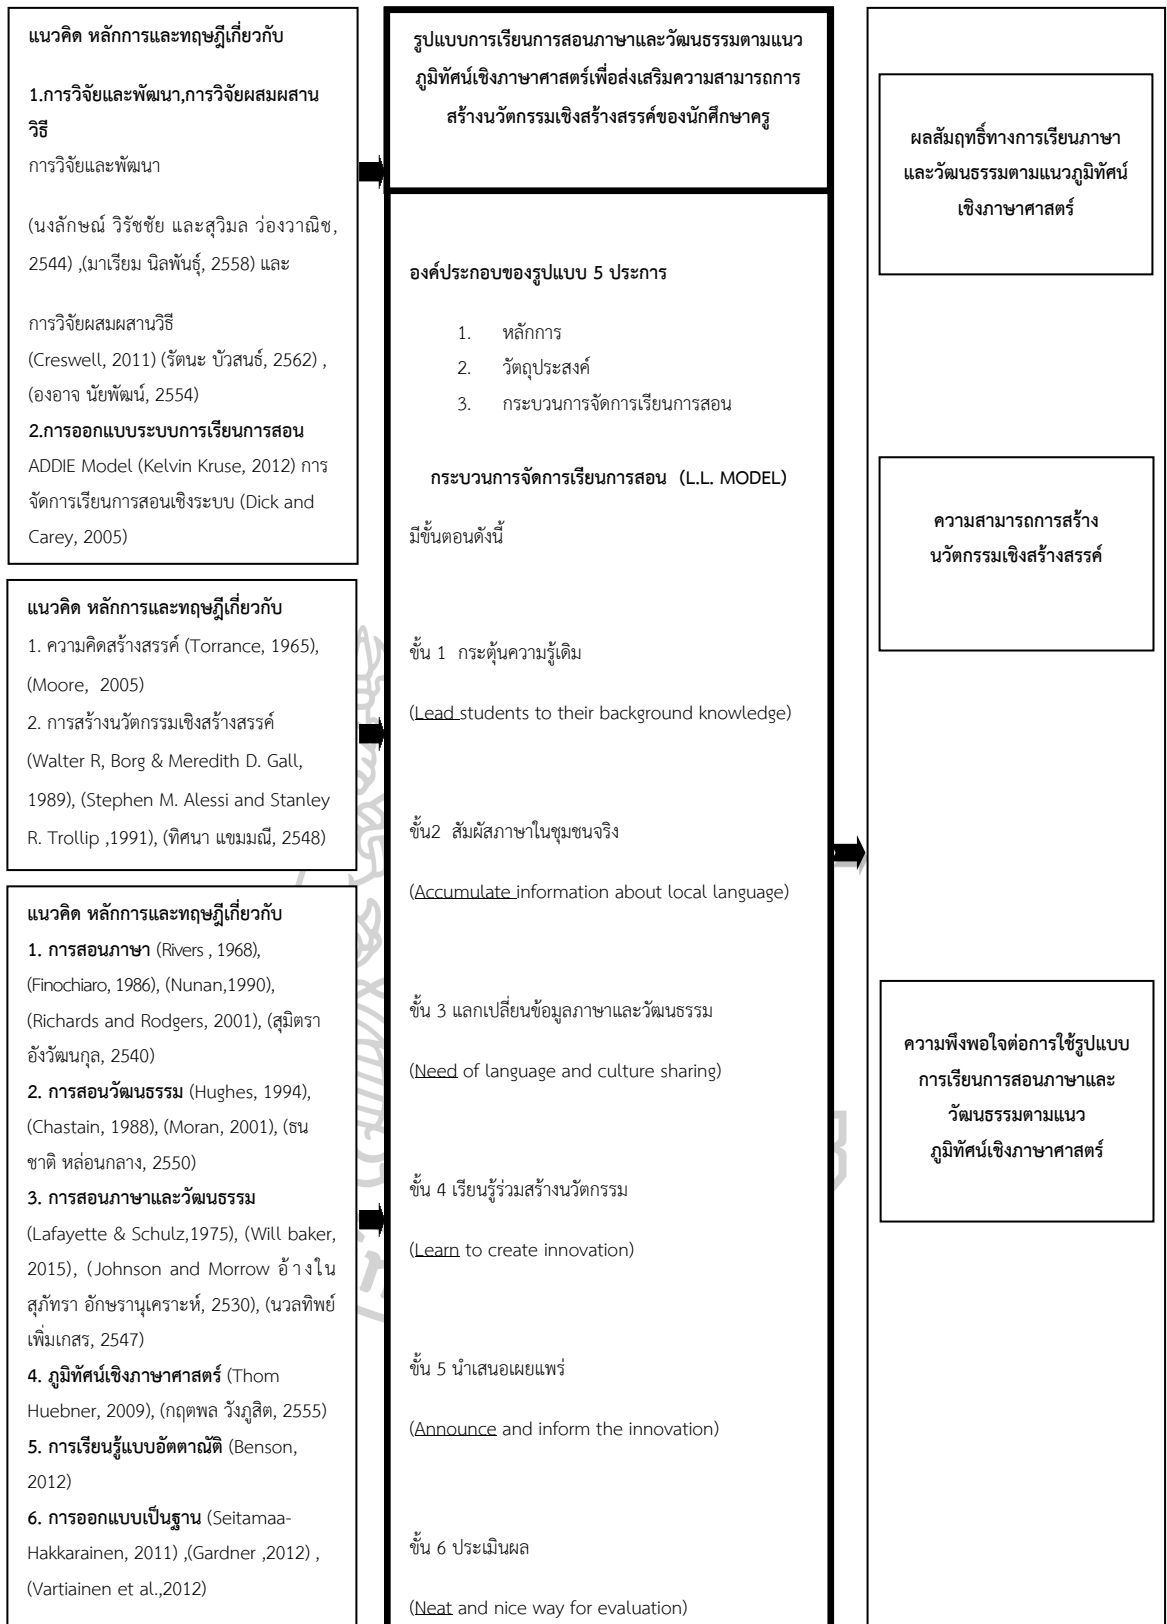 แนวคิด หลักการและทฤษฎีเกี่ยวกับ
1.การวิจัยและพัฒนา,การวิจัยผสมผสาน
วิธี
การวิจัยและพัฒนา
(นงลักษณ์ วิรัชชัย และสุวิมล ว่องวาณิช,
2544) ,(มาเรียม นิลพันธุ์, 2558) และ
การวิจัยผสมผสานวิธี
(Creswell, 2011) (รัตนะ บัวสนธ์, 2562) ,
(องอาจ นัยพัฒน์, 2554)
2.การออกแบบระบบการเรียนการสอน
ADDIE Model (Kelvin Kruse, 2012) การ
จัดการเรียนการสอนเชิงระบบ (Dick and
Carey, 2005)
แนวคิด หลักการและทฤษฎีเกี่ยวกับ
1. ความคิดสร้างสรรค์ (Torrance, 1965),
(Moore, 2005)
2. การสร้างนวัตกรรมเชิงสร้างสรรค์
(Walter R, Borg & Meredith D. Gall,
1989), (Stephen M. Alessi and Stanley
R. Trollip ,1991), (ทิศนา แขมมณี, 2548)
แนวคิด หลักการและทฤษฎีเกี่ยวกับ
1. การสอนภาษา (Rivers , 1968),
(Finochiaro, 1986), (Nunan,1990),
(Richards and Rodgers, 2001), (สุมิตรา
อังวัฒนกุล, 2540)
2. การสอนวัฒนธรรม (Hughes, 1994),
(Chastain, 1988), (Moran, 2001), (ธน
ชาติ หล่อนกลาง, 2550)
3. การสอนภาษาและวัฒนธรรม
(Lafayette & Schulz,1975), (Will baker,
2015), (Johnson and Morrow อ้างใน
สุภัทรา อักษรานุเคราะห์, 2530), (นวลทิพย์
เพิ่มเกสร, 2547)
4. ภูมิทัศน์เชิงภาษาศาสตร์ (Thom
Huebner, 2009), (กฤตพล วังภูสิต, 2555)
5. การเรียนรู้แบบอัตตาณัติ (Benson,
2012)
6. การออกแบบเป็นฐาน (Seitamaa-
Hakkarainen, 2011) ,(Gardner ,2012) ,
(Vartiainen et al.,2012)
รูปแบบการเรียนการสอนภาษาและวัฒนธรรมตามแนว
ภูมิทัศน์เชิงภาษาศาสตร์เพื่อส่งเสริมความสามารถการ
สร้างนวัตกรรมเชิงสร้างสรรค์ของนักศึกษาครู
องค์ประกอบของรูปแบบ 5 ประการ
1. หลักการ
2. วัตถุประสงค์
3. กระบวนการจัดการเรียนการสอน
กระบวนการจัดการเรียนการสอน (L.L. MODEL)
มีขั้นตอนดังนี้
ขั้น 1 กระตุ้นความรู้เดิม
(Lead students to their background knowledge)
ขั้น2 สัมผัสภาษาในชุมชนจริง
(Accumulate information about local language)
ขั้น 3 แลกเปลี่ยนข้อมูลภาษาและวัฒนธรรม
(Need of language and culture sharing)
ขั้น 4 เรียนรู้ร่วมสร้างนวัตกรรม
(Learn to create innovation)
ขั้น 5 นำเสนอเผยแพร่
(Announce and inform the innovation)
ขั้น 6 ประเมินผล
(Neat and nice way for evaluation)
ผลสัมฤทธิ์ทางการเรียนภาษา
และวัฒนธรรมตามแนวภูมิทัศน์
เชิงภาษาศาสตร์
ความสามารถการสร้าง
นวัตกรรมเชิงสร้างสรรค์
ความพึงพอใจต่อการใช้รูปแบบ
การเรียนการสอนภาษาและ
วัฒนธรรมตามแนว
ภูมิทัศน์เชิงภาษาศาสตร์